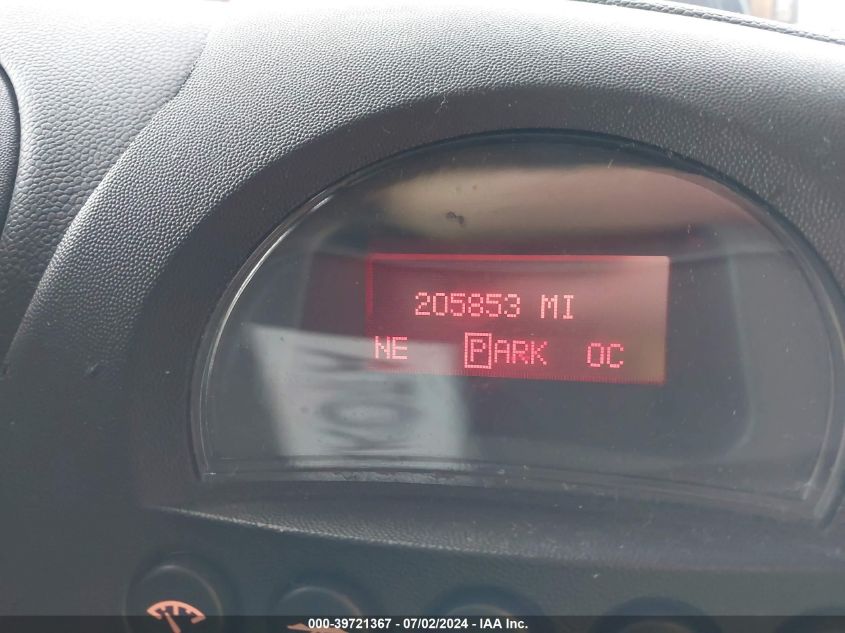 205853 MI
NE PARK OC
000-39721367 - 07/02/2024 - IAA Inc.